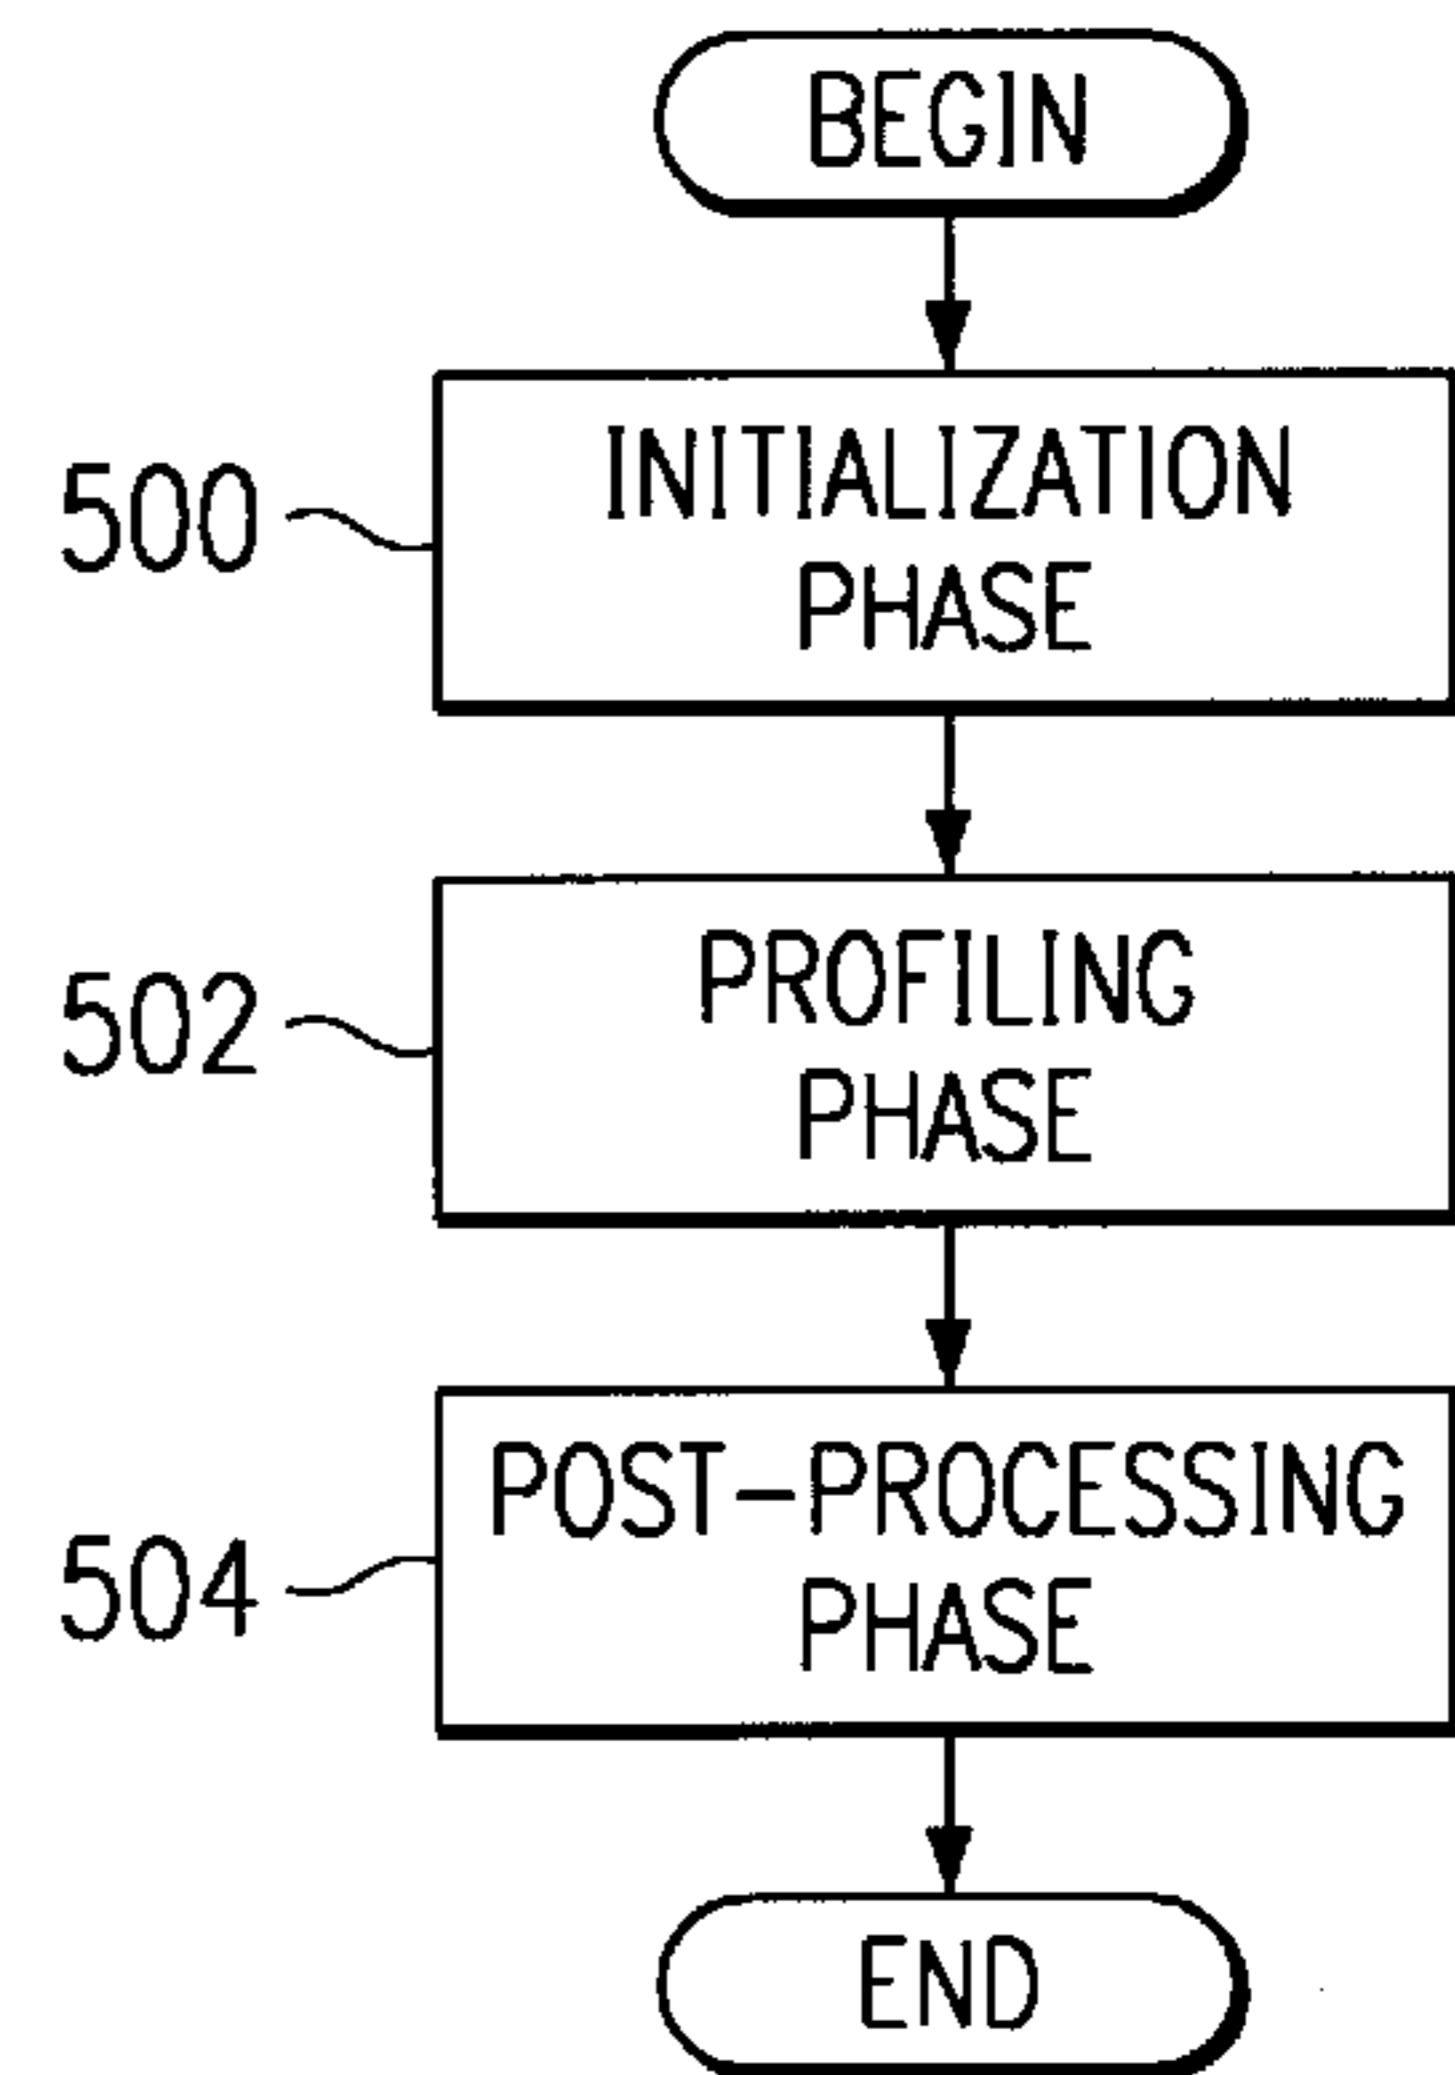 BEGIN
500
INITIALIZATION
PHASE
502
PROFILING
PHASE
504
POST-PROCESSING
PHASE
END